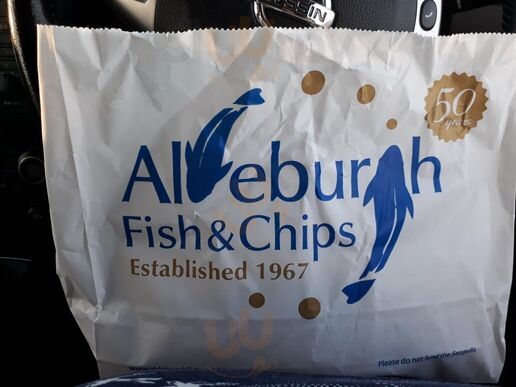 50
years
Aldeburgh
Fish & Chips
Established 1967
Please do not feed the Seagulls